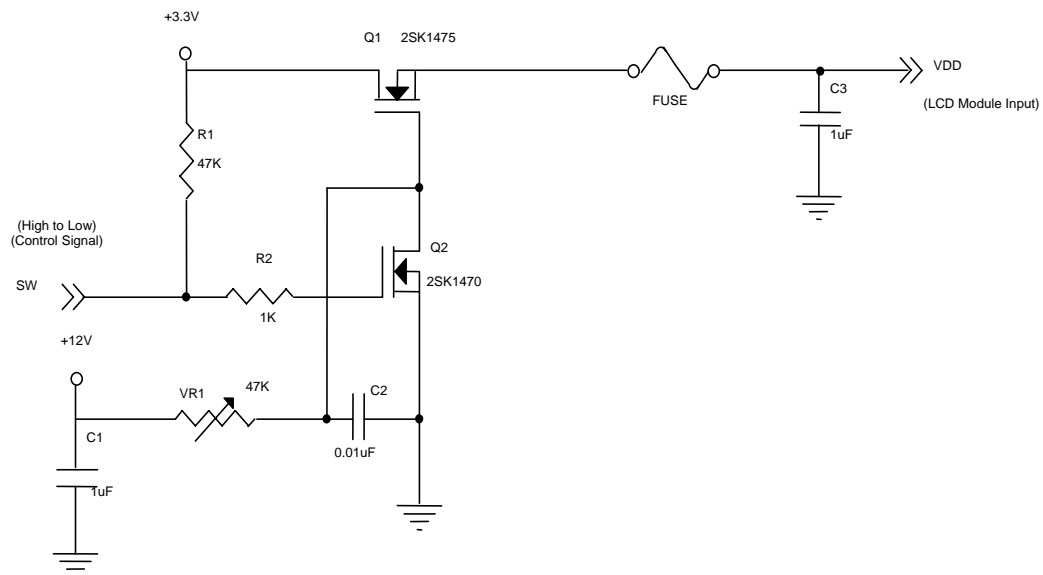 +3.3V
Q1 2SK1475
VDD
FUSE
C3
(LCD Module Input)
R1
1uF
47K
(High to Low)
(Control Signal)
Q2
R2
2SK1470
SW
1K
+12V
VR1
47K
C2
C1
0.01uF
1uF